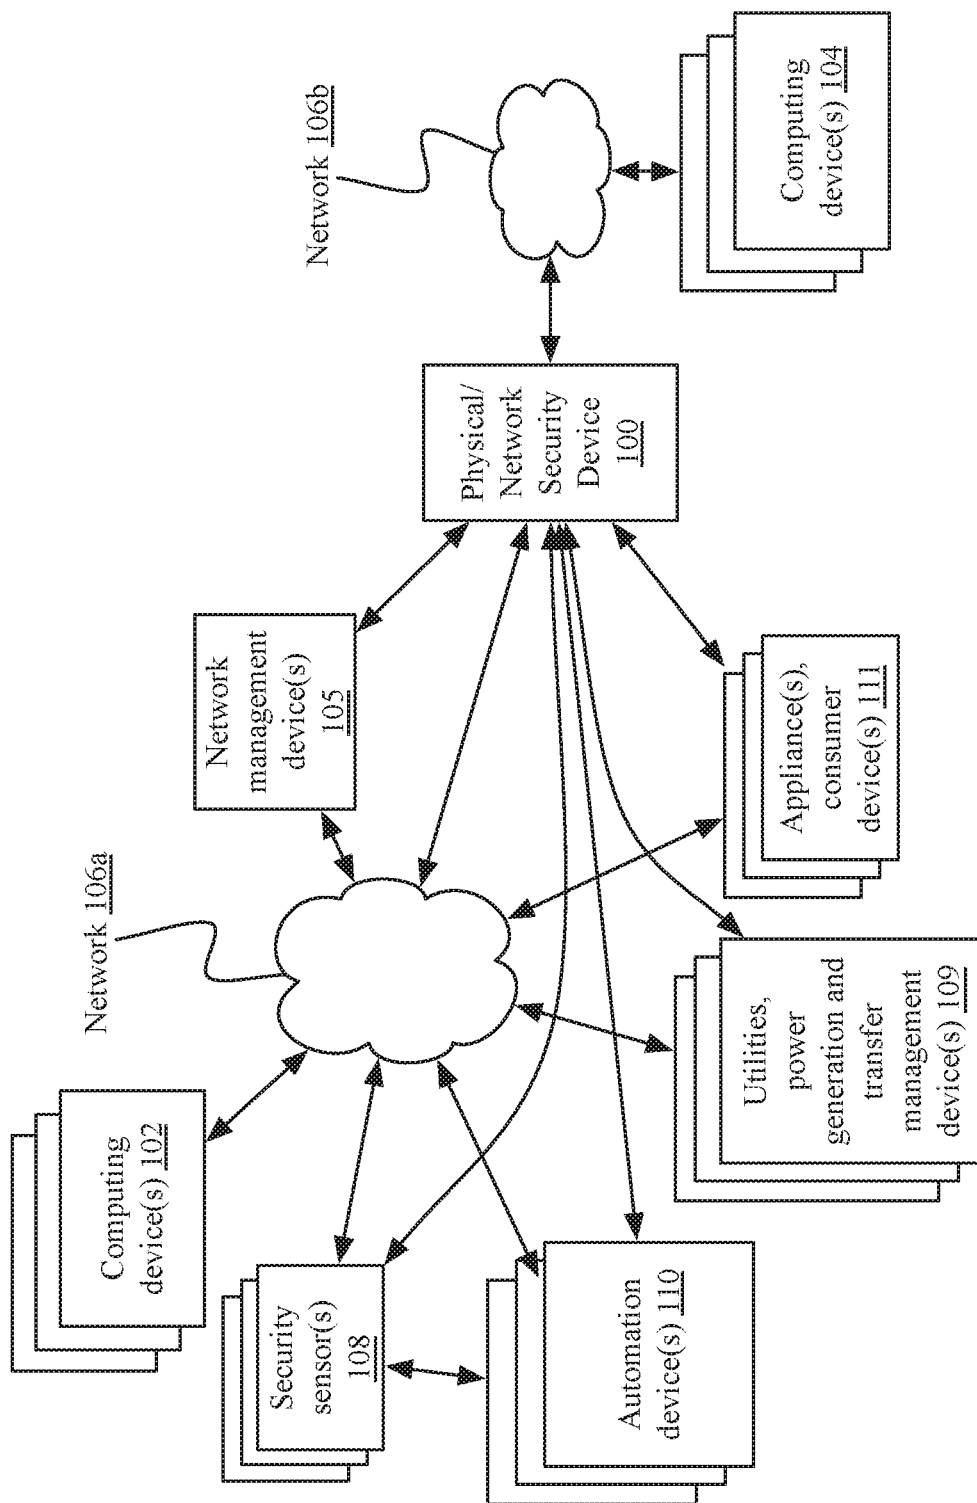 Computing
device(s) 102
Network 106a
Network
management
device(s)
105
Network 106b
Security
sensor(s)
108
Physical/
Network
Security
Device
100
Automation
device(s) 110
Utilities,
power
generation and
transfer
management
device(s) 109
Appliance(s),
consumer
device(s) 111
Computing
device(s) 104